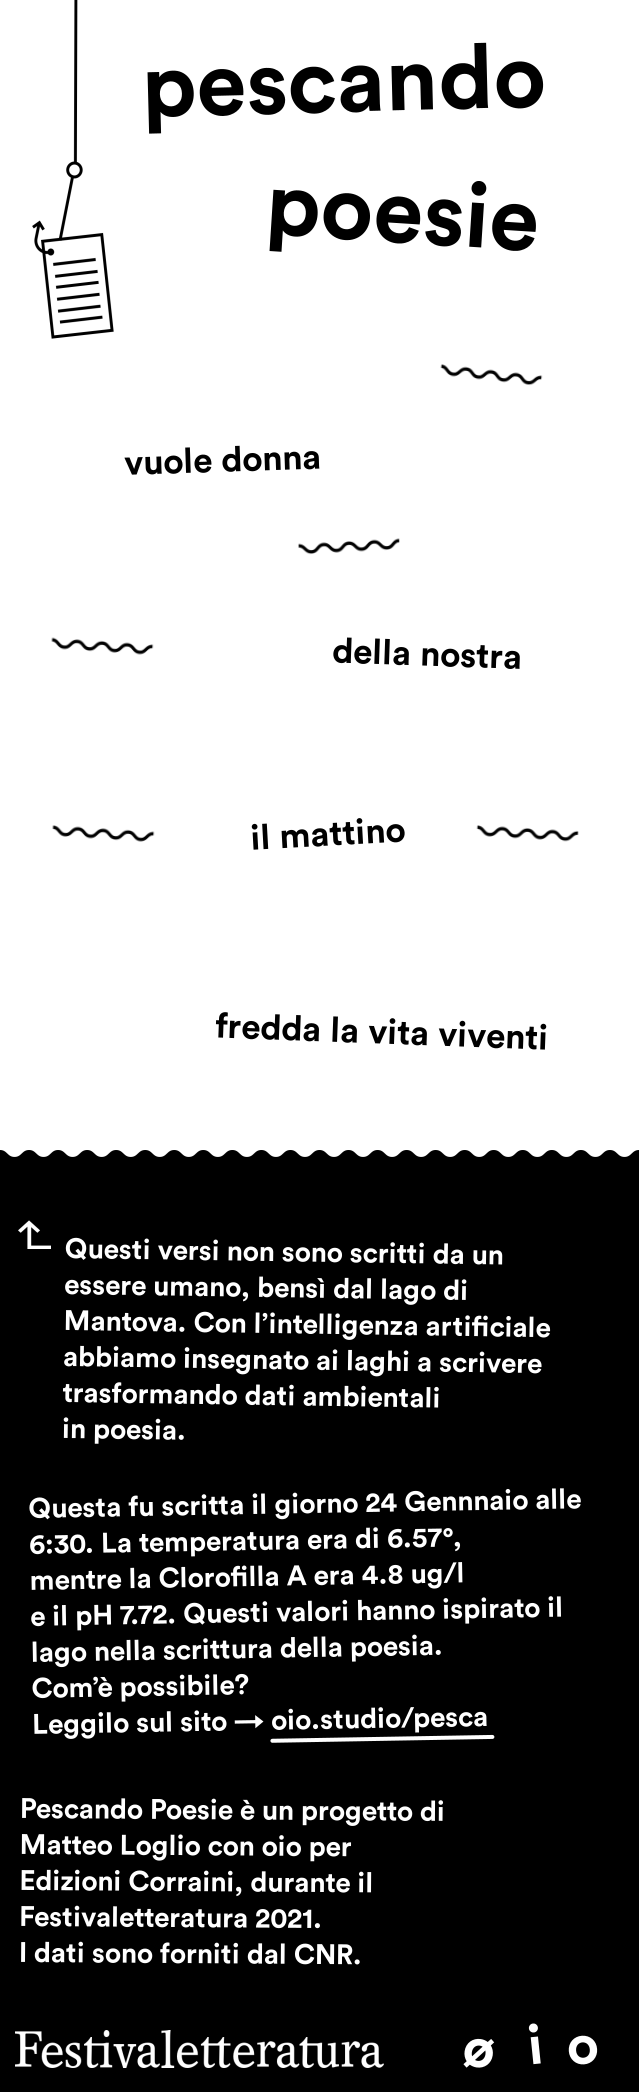 pescando
poesie
vuole donna
della nostra
il mattino
fredda la vita viventi
Questi versi non sono scritti da un
essere umano, bensì dal lago di
Mantova. Con l’intelligenza artificiale
abbiamo insegnato ai laghi a scrivere
trasformando dati ambientali
in poesia.
Questa fu scritta il giorno 24 Gennnaio alle
6:30. La temperatura era di 6.57°,
mentre la Clorofilla A era 4.8 ug/l
e il pH 7.72. Questi valori hanno ispirato il
lago nella scrittura della poesia.
Com’è possibile?
Leggilo sul sito → oio.studio/pesca
Pescando Poesie è un progetto di
Matteo Loglio con oio per
Edizioni Corraini, durante il
Festivaletteratura 2021.
I dati sono forniti dal CNR.
Festivaletteratura ø i o